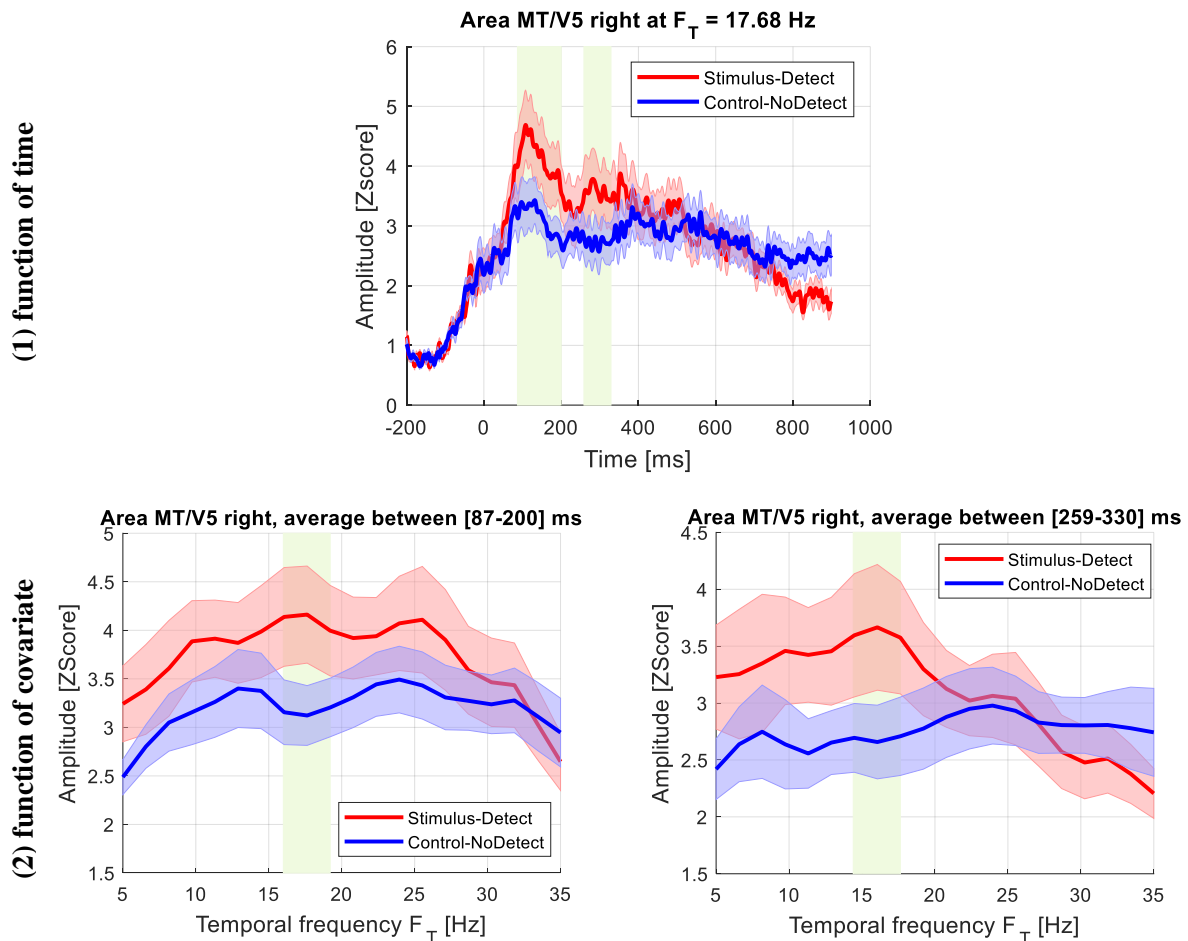 Area MT/V5 right at F_T = 17.68 Hz
(1) function of time
Amplitude [Zscore]
6
5
4
3
2
1
0
Stimulus-Detect
Control-NoDetect
-200 0 200 400 600 800 1000
Time [ms]
(2) function of covariate
Area MT/V5 right, average between [87-200] ms
Amplitude [ZScore]
5
4.5
4
3.5
3
2.5
2
1.5
Stimulus-Detect
Control-NoDetect
5 10 15 20 25 30 35
Temporal frequency F_T [Hz]
Area MT/V5 right, average between [259-330] ms
Amplitude [ZScore]
4.5
4
3.5
3
2.5
2
1.5
Stimulus-Detect
Control-NoDetect
5 10 15 20 25 30 35
Temporal frequency F_T [Hz]